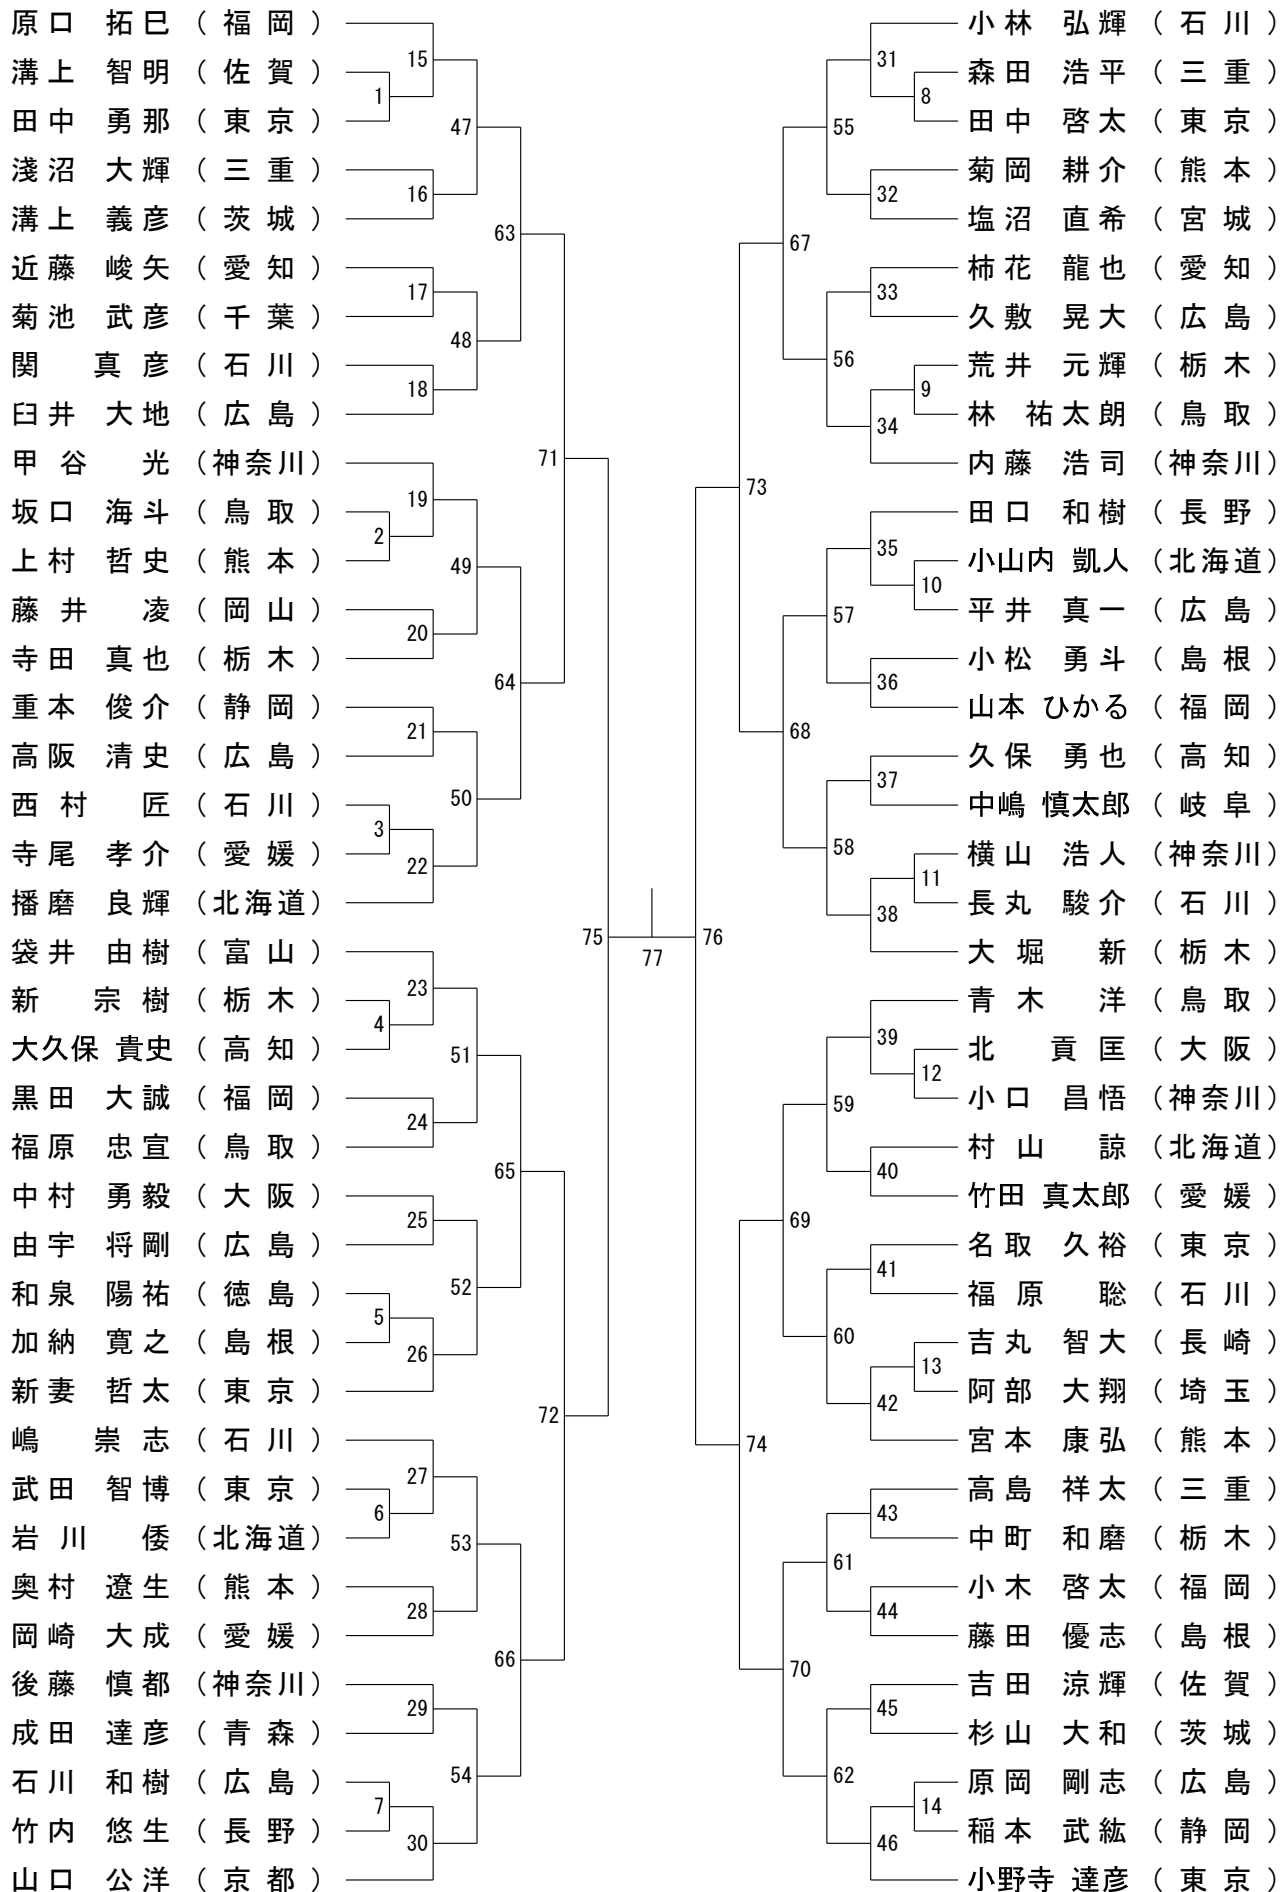 原口 拓巳 ( 福岡 )
15
溝上 智明 ( 佐賀 )
1
田中 勇那 ( 東京 )
47
淺沼 大輝 ( 三重 )
16
溝上 義彦 ( 茨城 )
63
近藤 峻矢 ( 愛知 )
17
菊池 武彦 ( 千葉 )
48
関 真彦 ( 石川 )
18
臼井 大地 ( 広島 )
71
甲谷 光 (神奈川)
19
坂口 海斗 ( 鳥取 )
2
上村 哲史 ( 熊本 )
49
藤井 凌 ( 岡山 )
20
寺田 真也 ( 栃木 )
64
重本 俊介 ( 静岡 )
21
高阪 清史 ( 広島 )
50
西村 匠 ( 石川 )
3
寺尾 孝介 ( 愛媛 )
22
播磨 良輝 (北海道)
75
袋井 由樹 ( 富山 )
23
新 宗樹 ( 栃木 )
4
大久保 貴史 ( 高知 )
51
黒田 大誠 ( 福岡 )
24
福原 忠宣 ( 鳥取 )
65
中村 勇毅 ( 大阪 )
25
由宇 将剛 ( 広島 )
52
和泉 陽祐 ( 徳島 )
5
加納 寛之 ( 島根 )
26
新妻 哲太 ( 東京 )
72
嶋 崇志 ( 石川 )
27
武田 智博 ( 東京 )
6
岩川 倭 (北海道)
53
奥村 遼生 ( 熊本 )
28
岡崎 大成 ( 愛媛 )
66
後藤 慎都 (神奈川)
29
成田 達彦 ( 青森 )
54
石川 和樹 ( 広島 )
7
竹内 悠生 ( 長野 )
30
山口 公洋 ( 京都 )
77
小林 弘輝 ( 石川 )
31
森田 浩平 ( 三重 )
8
田中 啓太 ( 東京 )
55
菊岡 耕介 ( 熊本 )
32
塩沼 直希 ( 宮城 )
67
柿花 龍也 ( 愛知 )
33
久敷 晃大 ( 広島 )
56
荒井 元輝 ( 栃木 )
9
林 祐太朗 ( 鳥取 )
34
内藤 浩司 (神奈川)
73
田口 和樹 ( 長野 )
35
小山内 凱人 (北海道)
10
平井 真一 ( 広島 )
57
小松 勇斗 ( 島根 )
36
山本 ひかる ( 福岡 )
68
久保 勇也 ( 高知 )
37
中嶋 慎太郎 ( 岐阜 )
58
横山 浩人 (神奈川)
11
長丸 駿介 ( 石川 )
38
大堀 新 ( 栃木 )
76
青木 洋 ( 鳥取 )
39
北 貢匡 ( 大阪 )
12
小口 昌悟 (神奈川)
59
村山 諒 (北海道)
40
竹田 真太郎 ( 愛媛 )
69
名取 久裕 ( 東京 )
41
福原 聡 ( 石川 )
60
吉丸 智大 ( 長崎 )
13
阿部 大翔 ( 埼玉 )
42
宮本 康弘 ( 熊本 )
74
高島 祥太 ( 三重 )
43
中町 和磨 ( 栃木 )
61
小木 啓太 ( 福岡 )
44
藤田 優志 ( 島根 )
70
吉田 涼輝 ( 佐賀 )
45
杉山 大和 ( 茨城 )
62
原岡 剛志 ( 広島 )
14
稲本 武紘 ( 静岡 )
46
小野寺 達彦 ( 東京 )